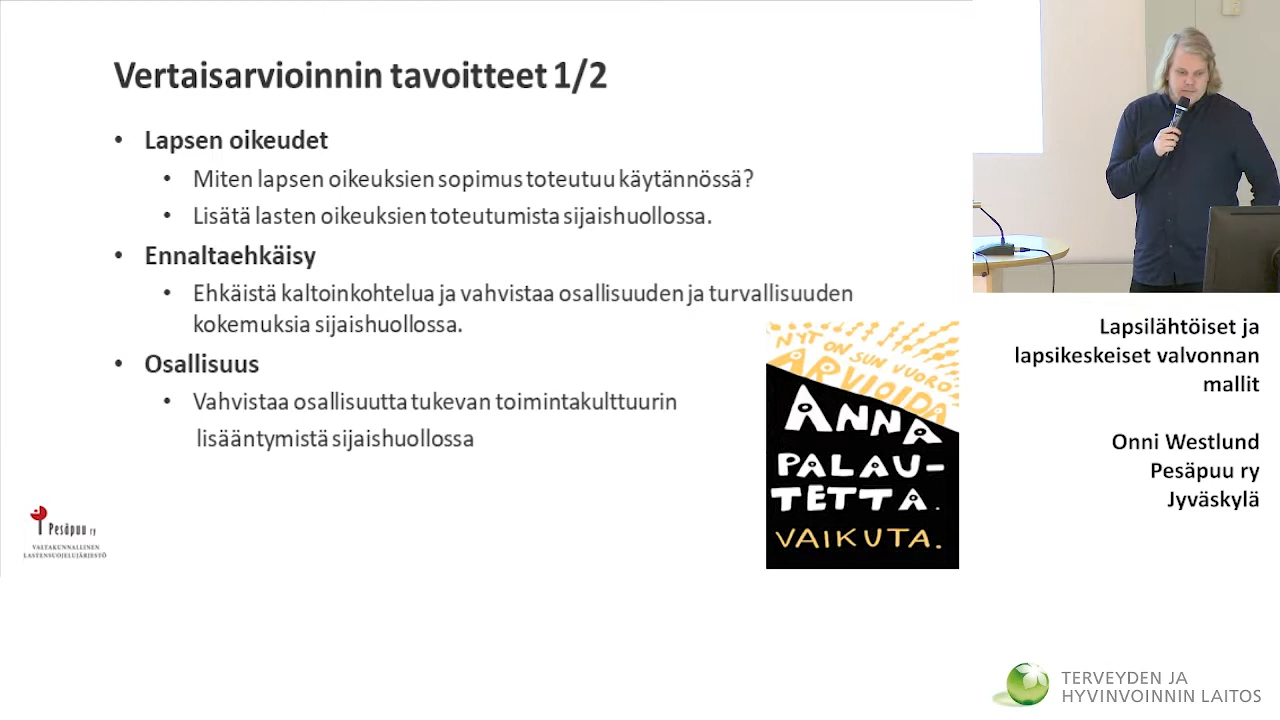 Vertaisarvioinnin tavoitteet 1/2
• Lapsen oikeudet
• Miten lapsen oikeuksien sopimus toteutuu käytännössä?
• Lisätä lasten oikeuksien toteutumista sijaishuollossa.
• Ennaltaehkäisy
• Ehkäistä kaltoinkohtelua ja vahvistaa osallisuuden ja turvallisuuden
kokemuksia sijaishuollossa.
• Osallisuus
• Vahvistaa osallisuutta tukevan toimintakulttuurin
lisääntymistä sijaishuollossa
NYT ON SUN VUORO
ARVIOIDA
ANNA
PALAU-
TETTA.
VAIKUTA.
Pesäpuu ry
VALTAKUNNALLINEN
LASTENSUOJELUJÄRJESTÖ
Lapsilähtöiset ja
lapsikeskeiset valvonnan
mallit
Onni Westlund
Pesäpuu ry
Jyväskylä
TERVEYDEN JA
HYVINVOINNIN LAITOS